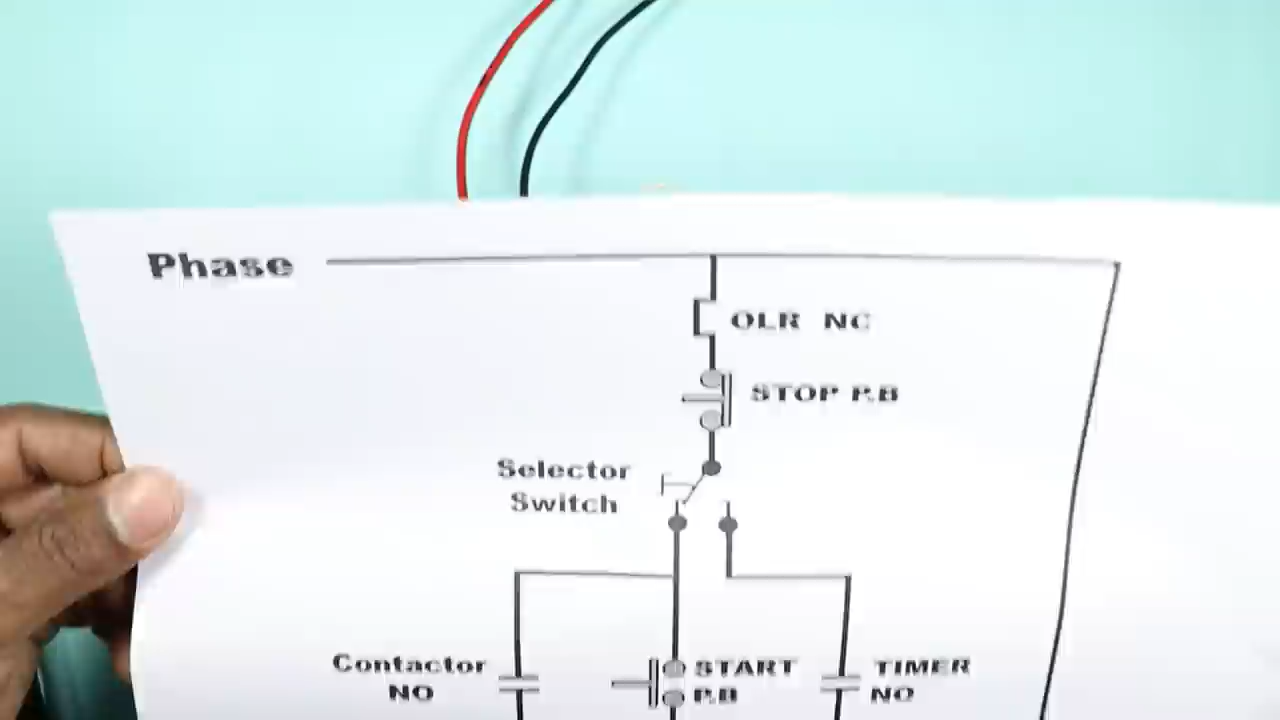 Phase
OLR NC
STOP P.B
Selector
Switch
Contactor
NO
START
P.B
TIMER
NO